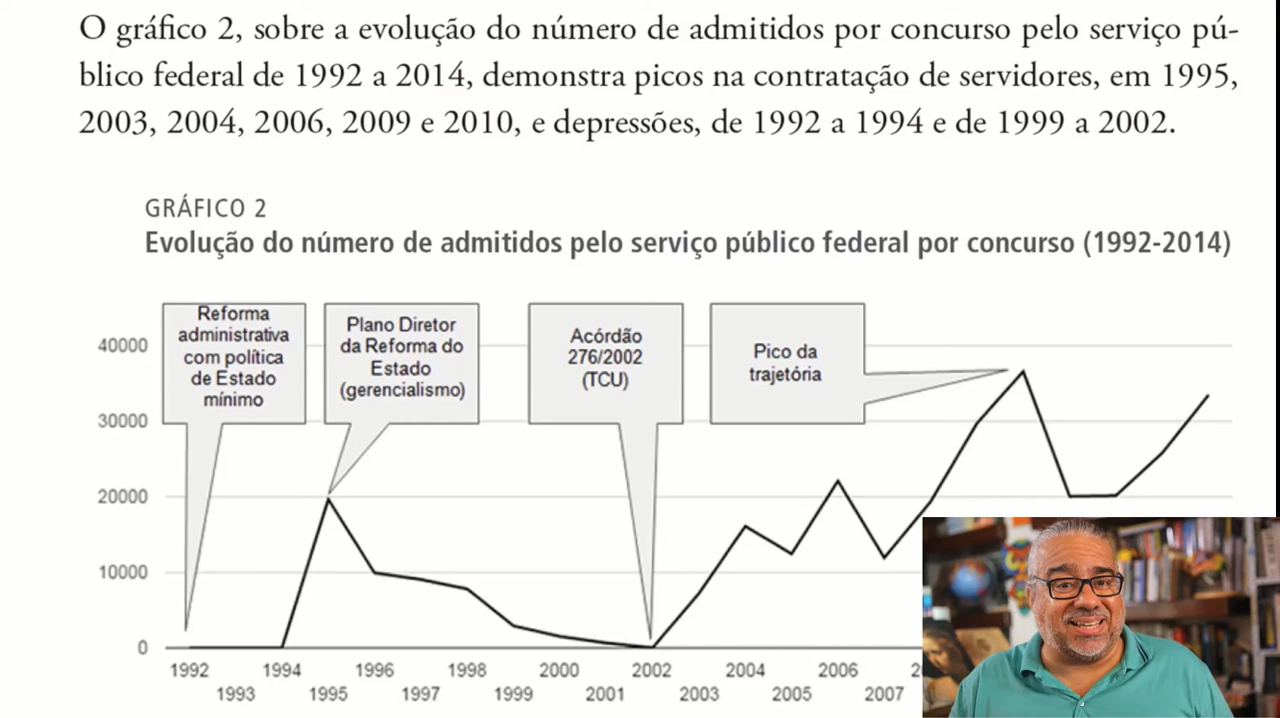 O gráfico 2, sobre a evolução do número de admitidos por concurso pelo serviço pú-
blico federal de 1992 a 2014, demonstra picos na contratação de servidores, em 1995,
2003, 2004, 2006, 2009 e 2010, e depressões, de 1992 a 1994 e de 1999 a 2002.
GRÁFICO 2
Evolução do número de admitidos pelo serviço público federal por concurso (1992-2014)
Reforma
administrativa
com política
de Estado
mínimo
Plano Diretor
da Reforma do
Estado
(gerencialismo)
Acórdão
276/2002
(TCU)
Pico da
trajetória
40000
30000
20000
10000
0
1992
1993
1994
1995
1996
1997
1998
1999
2000
2001
2002
2003
2004
2005
2006
2007